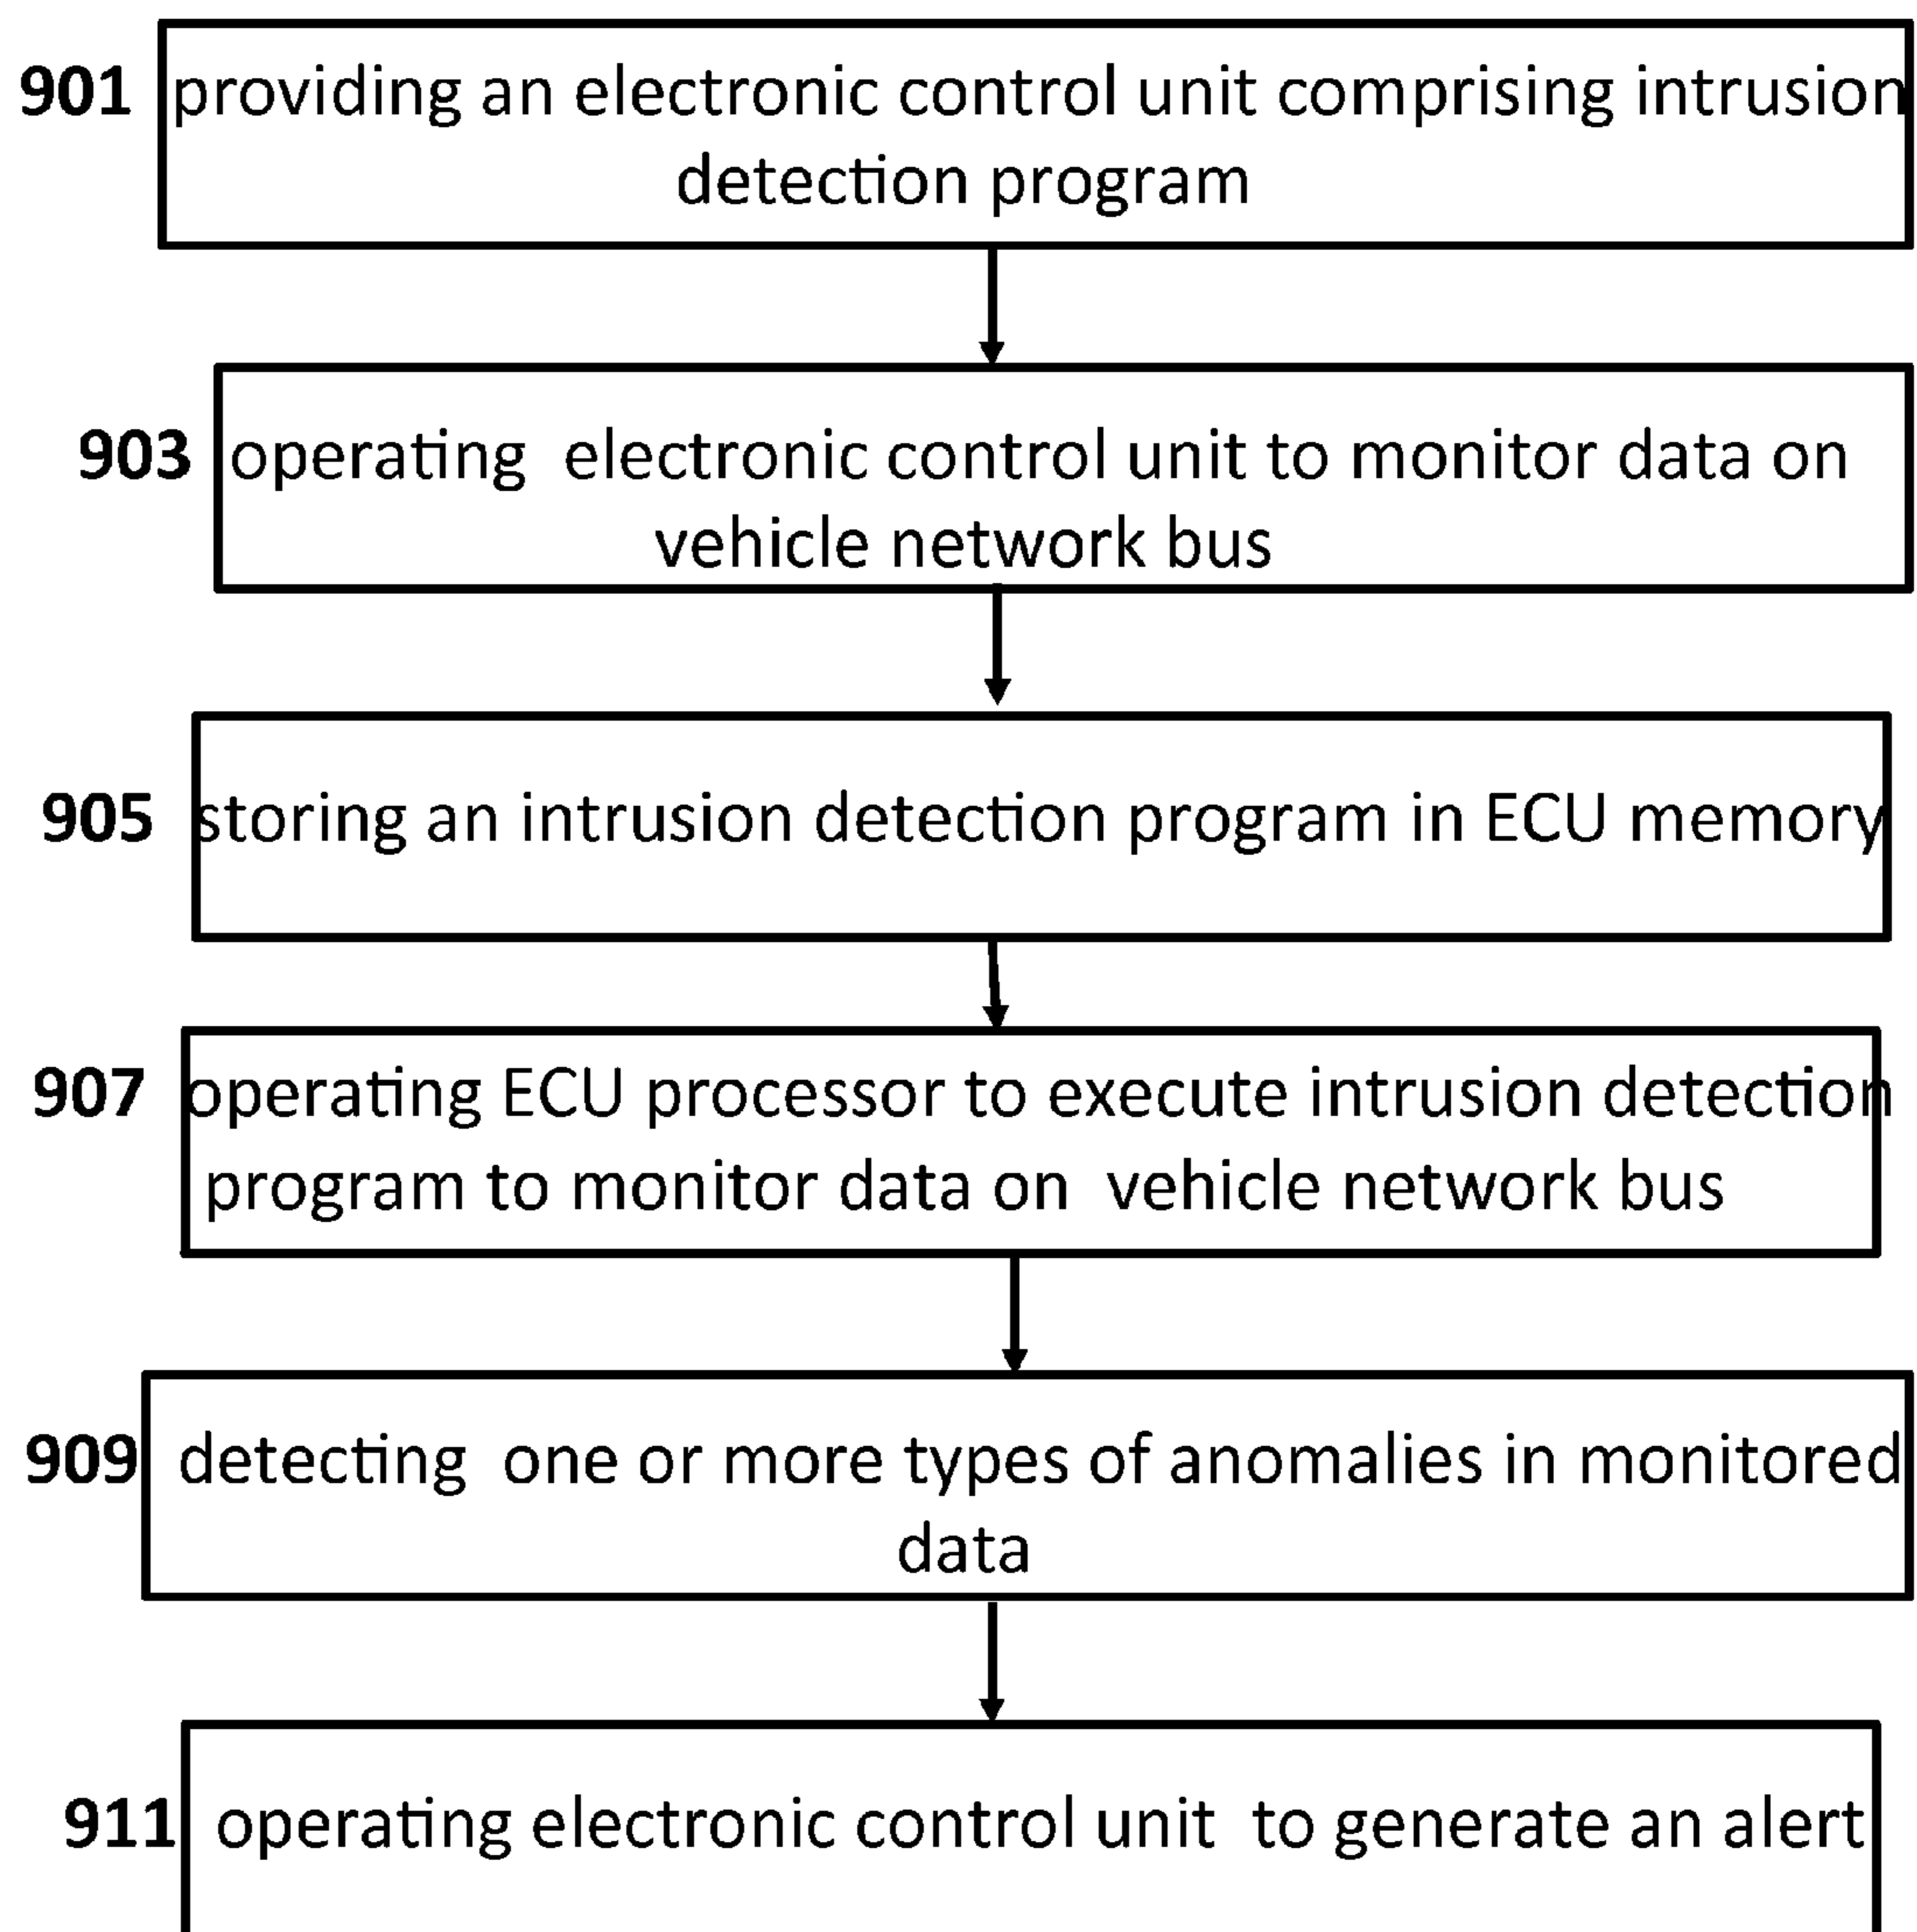 901 providing an electronic control unit comprising intrusion
detection program
903 operating electronic control unit to monitor data on
vehicle network bus
905 storing an intrusion detection program in ECU memory
907 operating ECU processor to execute intrusion detection
program to monitor data on vehicle network bus
909 detecting one or more types of anomalies in monitored
data
911 operating electronic control unit to generate an alert